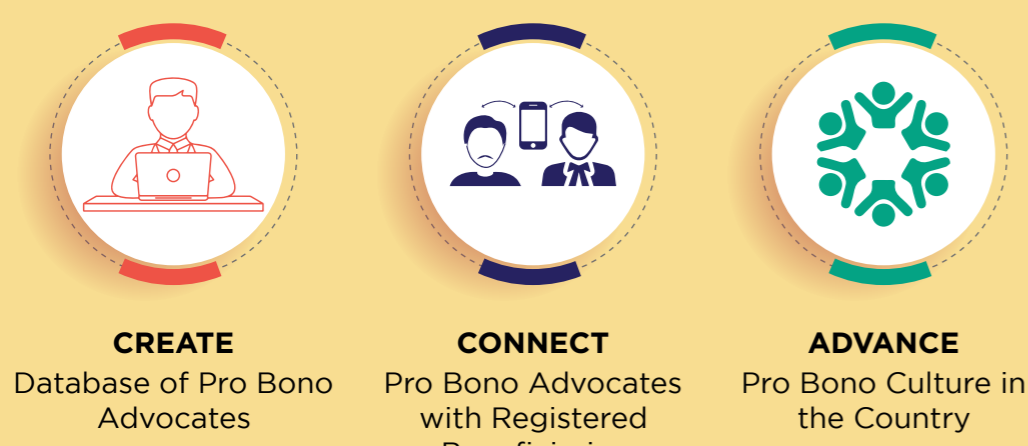 CREATE
Database of Pro Bono
Advocates
CONNECT
Pro Bono Advocates
with Registered
ADVANCE
Pro Bono Culture in
the Country